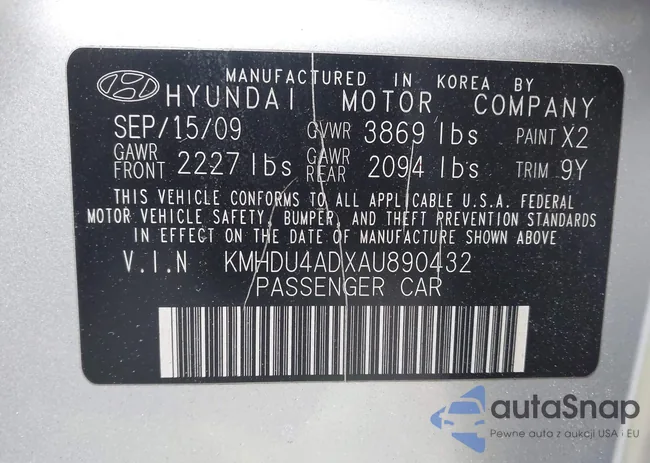 MANUFACTURED IN KOREA BY
HYUNDAI MOTOR COMPANY
SEP/15/09 GVWR 3869 lbs PAINT X2
GAWR FRONT 2227 lbs GAWR REAR 2094 lbs TRIM 9Y
THIS VEHICLE CONFORMS TO ALL APPLICABLE U.S.A. FEDERAL
MOTOR VEHICLE SAFETY, BUMPER, AND THEFT PREVENTION STANDARDS
IN EFFECT ON THE DATE OF MANUFACTURE SHOWN ABOVE
V.I.N KMHDU4ADXAU890432
PASSENGER CAR
autaSnap
Pewne auta z aukcji USA i EU